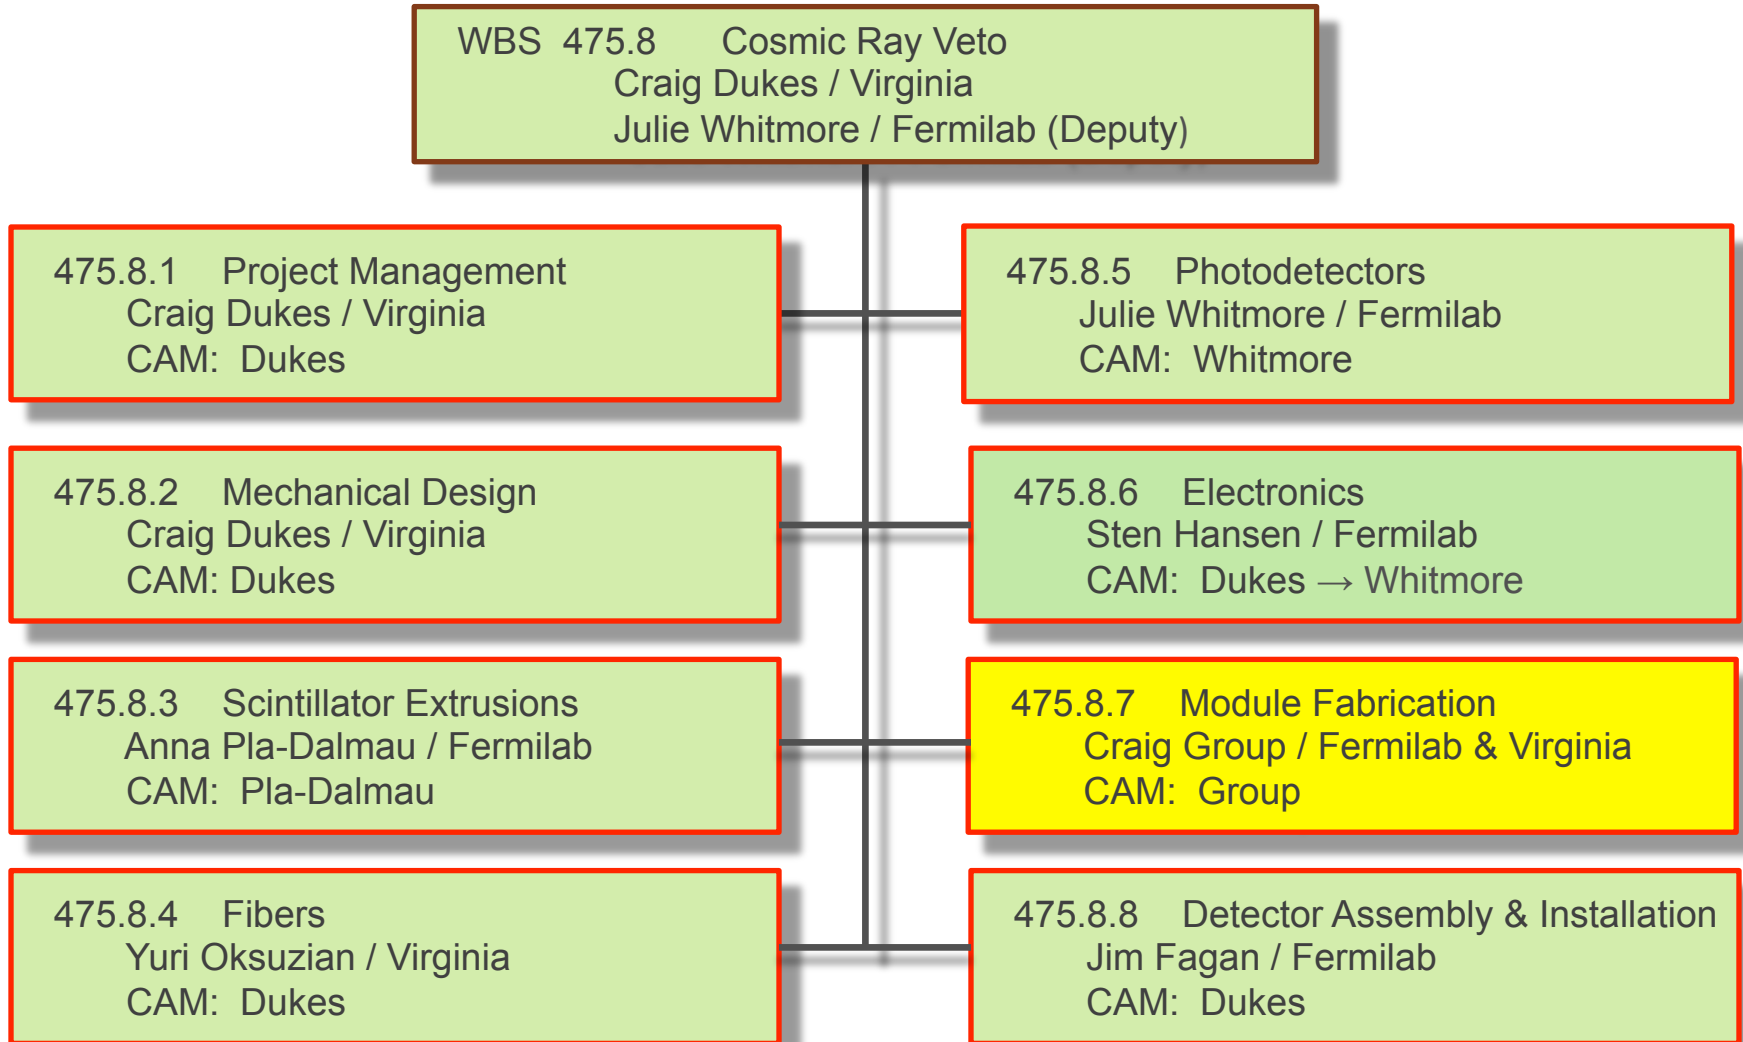 WBS 475.8 Cosmic Ray Veto
Craig Dukes / Virginia
Julie Whitmore / Fermilab (Deputy)
475.8.1 Project Management
Craig Dukes / Virginia
CAM: Dukes
475.8.2 Mechanical Design
Craig Dukes / Virginia
CAM: Dukes
475.8.3 Scintillator Extrusions
Anna Pla-Dalmau / Fermilab
CAM: Pla-Dalmau
475.8.4 Fibers
Yuri Oksuzian / Virginia
CAM: Dukes
475.8.5 Photodetectors
Julie Whitmore / Fermilab
CAM: Whitmore
475.8.6 Electronics
Sten Hansen / Fermilab
CAM: Dukes → Whitmore
475.8.7 Module Fabrication
Craig Group / Fermilab & Virginia
CAM: Group
475.8.8 Detector Assembly & Installation
Jim Fagan / Fermilab
CAM: Dukes